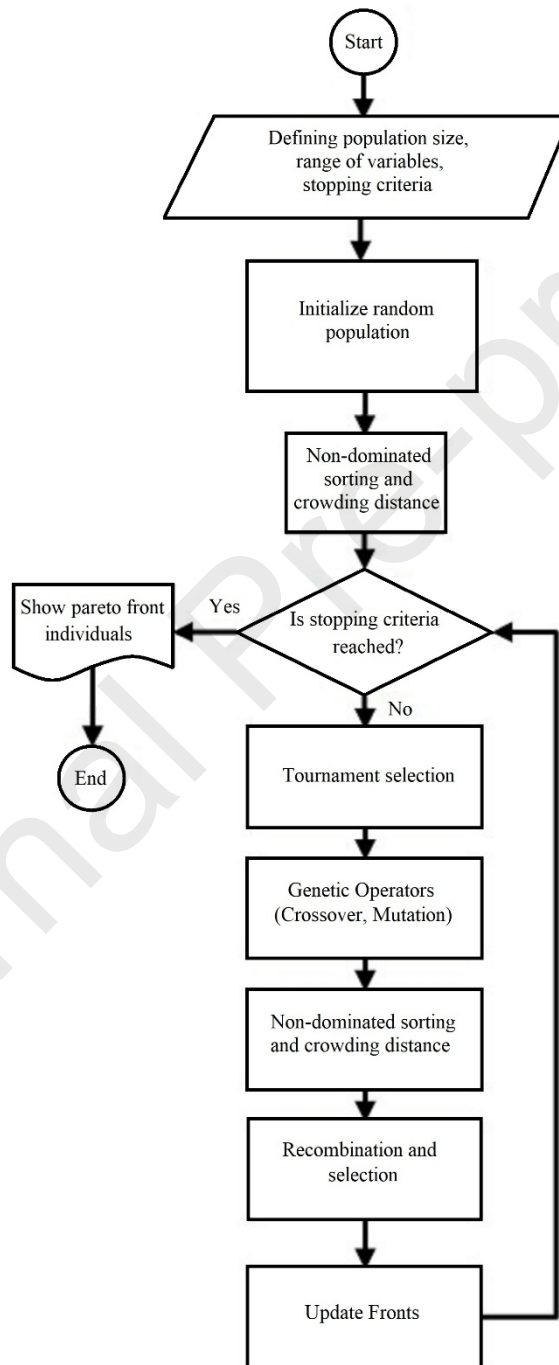 Start
Defining population size,
range of variables,
stopping criteria
Initialize random
population
Non-dominated
sorting and
crowding distance
Is stopping criteria
reached?
Yes
Show pareto front
individuals
End
No
Tournament selection
Genetic Operators
(Crossover, Mutation)
Non-dominated sorting
and crowding distance
Recombination and
selection
Update Fronts
nal Pre-p